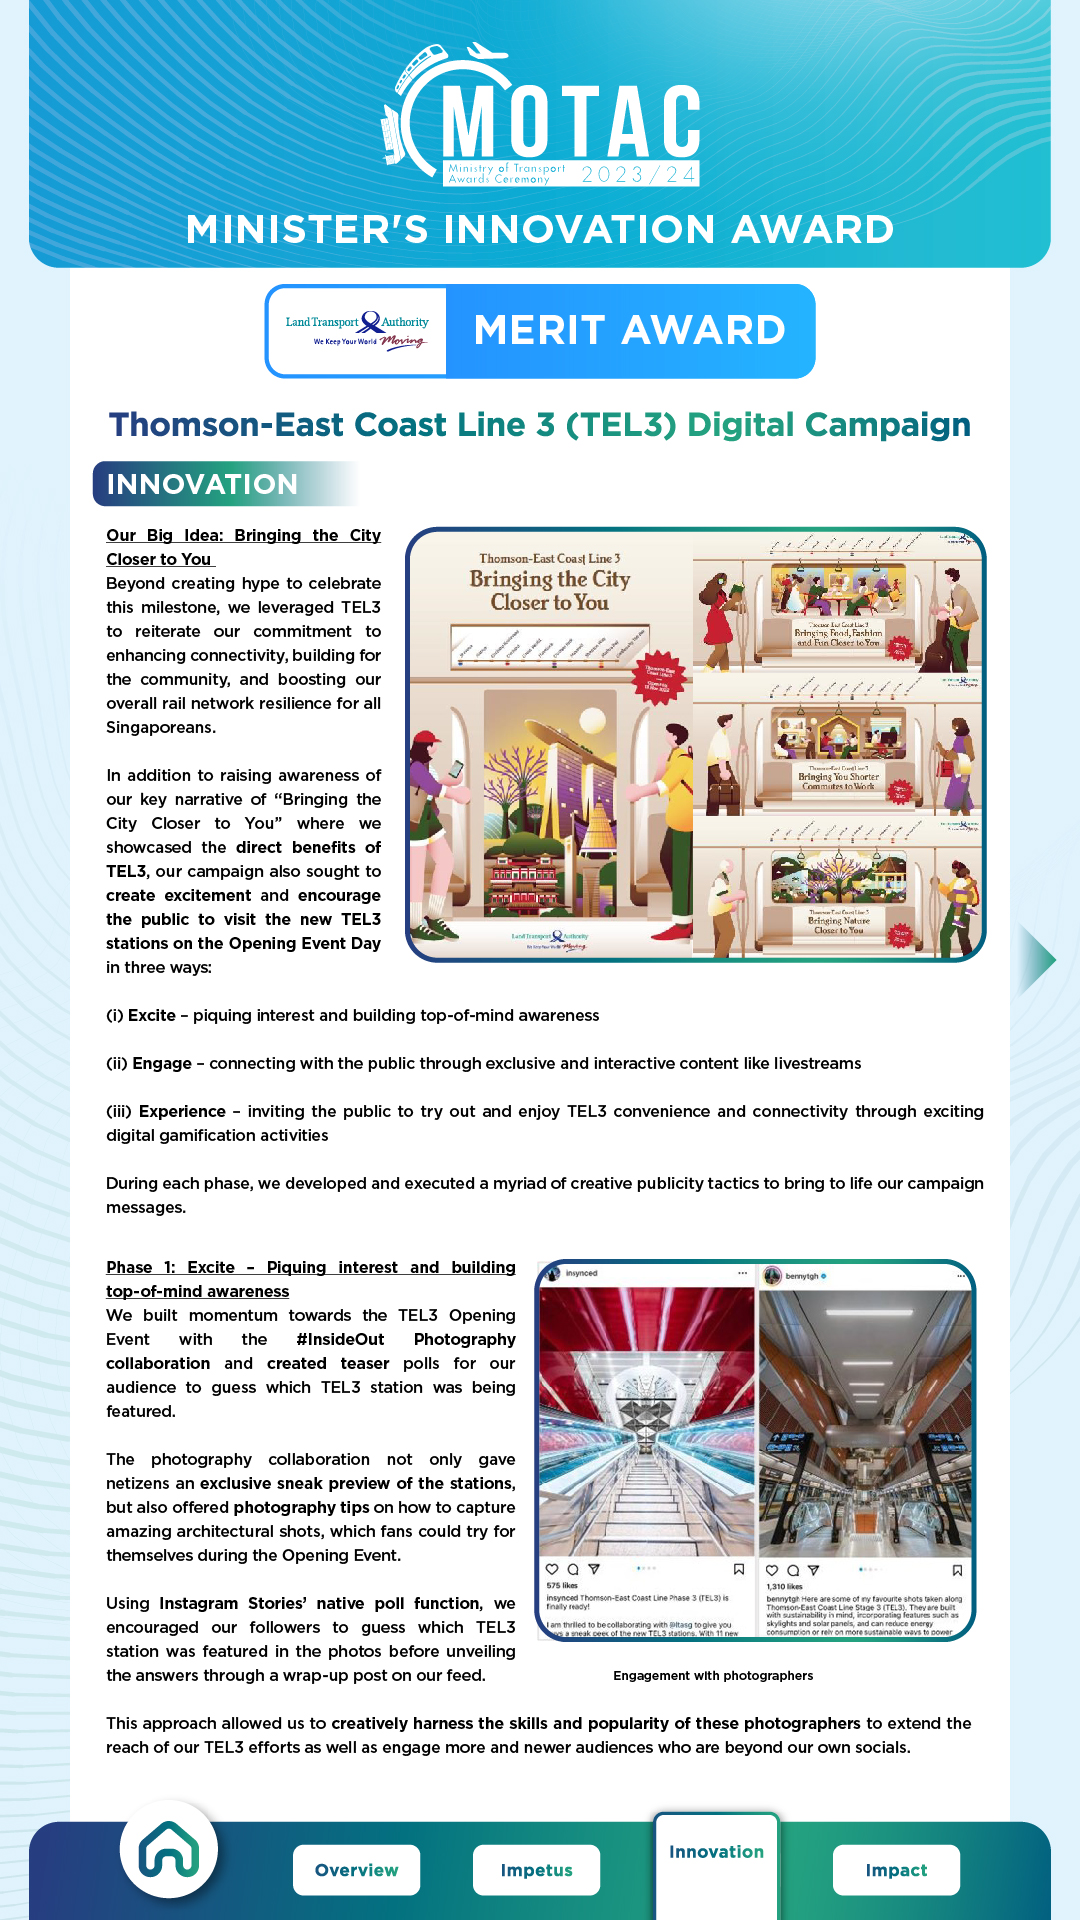 MOTAC
Ministry of Transport
Awards Ceremony
2023/24
MINISTER'S INNOVATION AWARD
Land Transport Authority
We Keep Your World Moving
MERIT AWARD
Thomson-East Coast Line 3 (TEL3) Digital Campaign
INNOVATION
Our Big Idea: Bringing the City
Closer to You
Beyond creating hype to celebrate
this milestone, we leveraged TEL3
to reiterate our commitment to
enhancing connectivity, building for
the community, and boosting our
overall rail network resilience for all
Singaporeans.
In addition to raising awareness of
our key narrative of “Bringing the
City Closer to You” where we
showcased the direct benefits of
TEL3, our campaign also sought to
create excitement and encourage
the public to visit the new TEL3
stations on the Opening Event Day
in three ways:
Thomson-East Coast Line 3
Bringing the City
Closer to You
Land Transport Authority
We Keep Your World Moving
Thomson-East Coast Line 3
Bringing Food, Fashion
and Fun Closer to You
Thomson-East Coast Line 3
Bringing You Shorter
Commutes to Work
Thomson-East Coast Line 3
Bringing Nature
Closer to You
(i) Excite – piquing interest and building top-of-mind awareness
(ii) Engage – connecting with the public through exclusive and interactive content like livestreams
(iii) Experience – inviting the public to try out and enjoy TEL3 convenience and connectivity through exciting
digital gamification activities
During each phase, we developed and executed a myriad of creative publicity tactics to bring to life our campaign
messages.
Phase 1: Excite – Piquing interest and building
top-of-mind awareness
We built momentum towards the TEL3 Opening
Event with the #InsideOut Photography
collaboration and created teaser polls for our
audience to guess which TEL3 station was being
featured.
The photography collaboration not only gave
netizens an exclusive sneak preview of the stations,
but also offered photography tips on how to capture
amazing architectural shots, which fans could try for
themselves during the Opening Event.
Using Instagram Stories’ native poll function, we
encouraged our followers to guess which TEL3
station was featured in the photos before unveiling
the answers through a wrap-up post on our feed.
insynced
575 likes
insynced Thomson-East Coast Line Phase 3 (TEL3) is
finally ready!
I am thrilled to be collaborating with @ltasg to give you
a sneak peek of the new TEL3 stations. With 11 new
bennytgh
1,310 likes
bennytgh Here are some of my favourite shots taken along
Thomson-East Coast Line Stage 3 (TEL3). They are built
with sustainability in mind, incorporating features such as
skylights and solar panels, and can reduce energy
consumption or rely on more sustainable ways to power
Engagement with photographers
This approach allowed us to creatively harness the skills and popularity of these photographers to extend the
reach of our TEL3 efforts as well as engage more and newer audiences who are beyond our own socials.
Overview
Impetus
Innovation
Impact